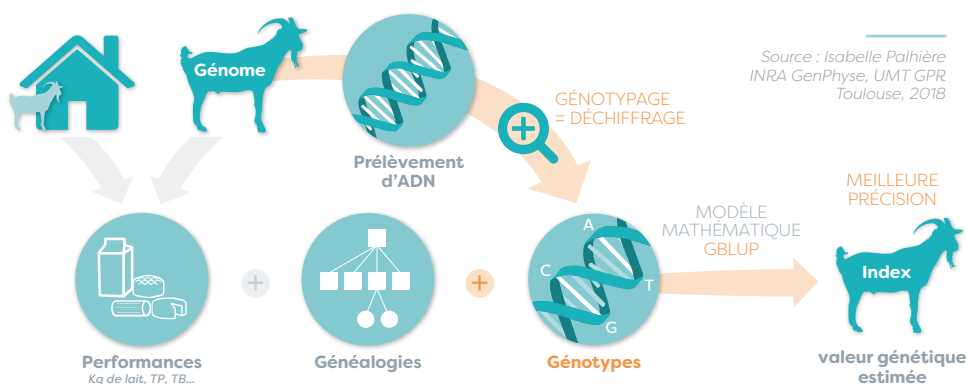 Génome
Source : Isabelle Palhière
INRA GenPhyse, UMT GPR
Toulouse, 2018
GÉNOTYPAGE
= DÉCHIFFRAGE
Prélèvement
d'ADN
MEILLEURE
PRÉCISION
MODÈLE
MATHÉMATIQUE
GBLUP
A
C
T
G
Index
+
+
Performances
Kg de lait, TP, TB...
Généalogies
Génotypes
valeur génétique
estimée